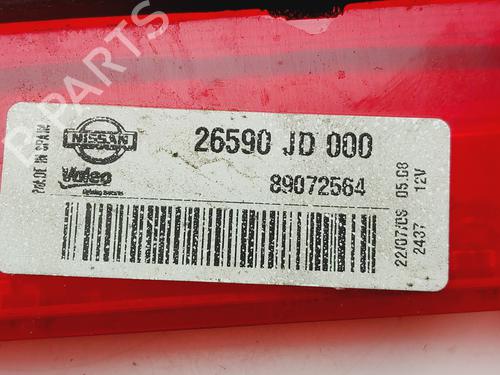 B-PARTS
MADE IN SPAIN
NISSAN
Valeo
26590 JD 000
89072564
22/07/08 05:08
2437 12V